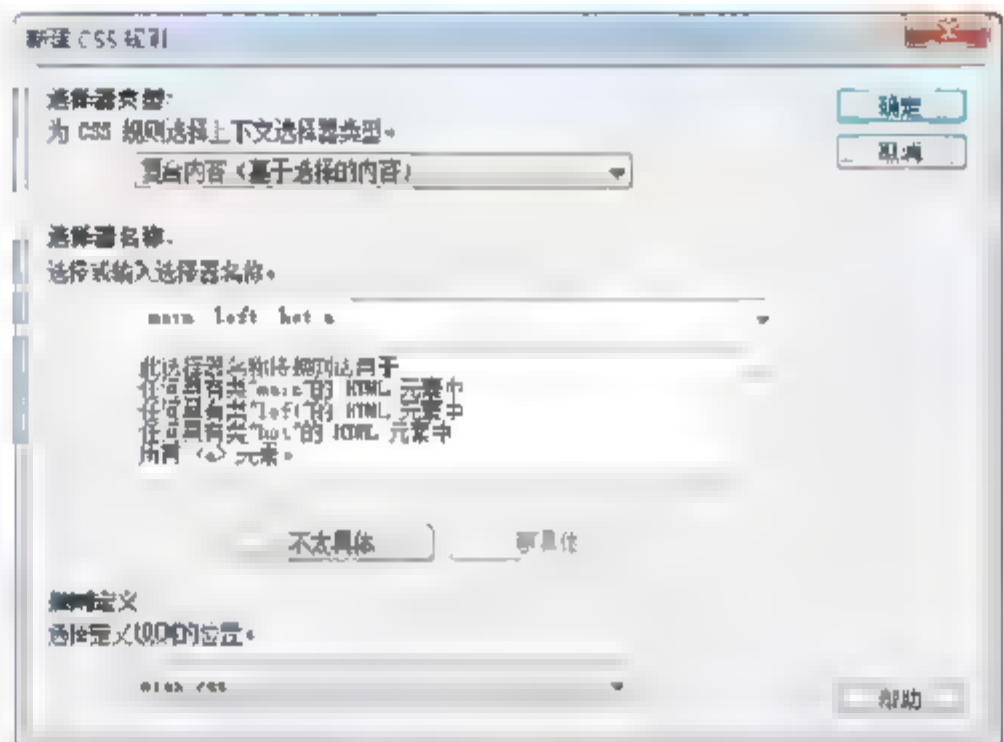 新建 CSS 规则
选择器类型:
为 CSS 规则选择上下文选择器类型。
复合内容（基于选择的内容）
确定
取消
选择器名称:
选择或输入选择器名称。
.main .left .hot a
此选择器名称将规则应用于
任何具有类“main”的 HTML 元素中
任何具有类“left”的 HTML 元素中
任何具有类“hot”的 HTML 元素中
所有 <a> 元素。
不太具体
更具体
规则定义:
选择定义规则的位置。
帮助